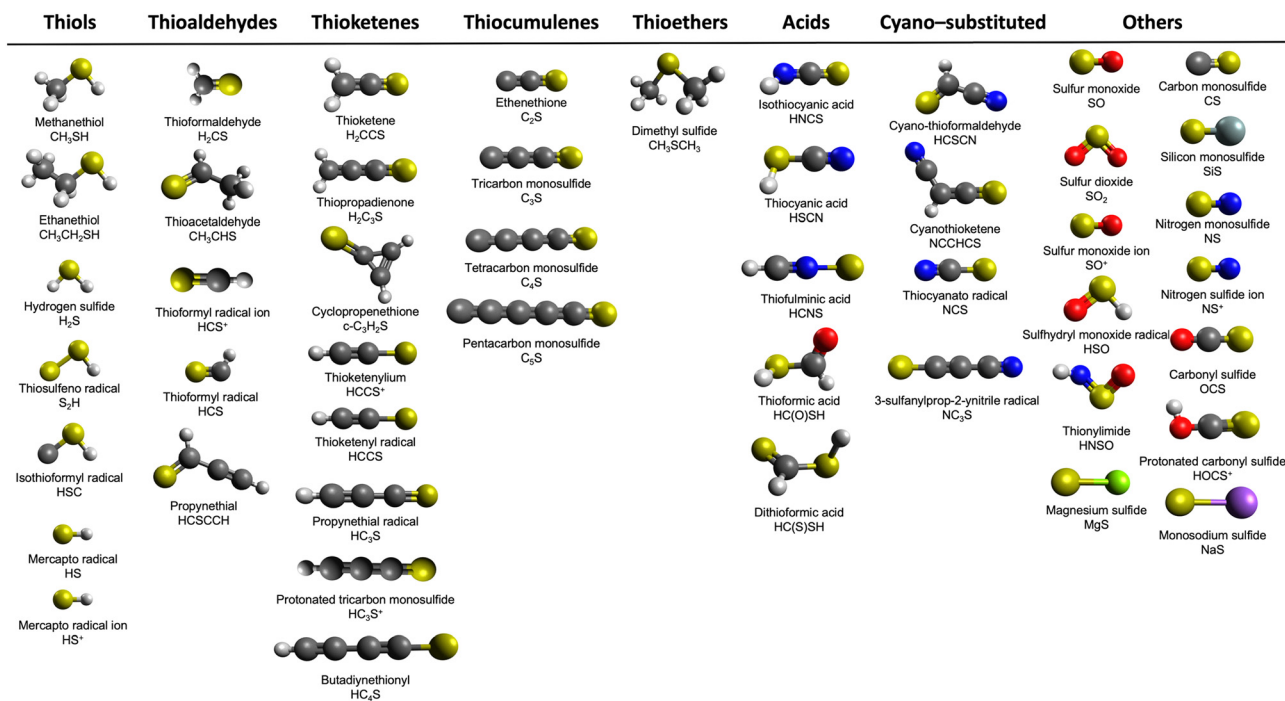 Thiols
Thioaldehydes
Thioketenes
Thiocumulenes
Thioethers
Acids
Cyano–substituted
Others
Methanethiol
CH₃SH
Ethanethiol
CH₃CH₂SH
Hydrogen sulfide
H₂S
Thiosulfeno radical
S₂H
Isothioformyl radical
HSC
Mercapto radical
HS
Mercapto radical ion
HS⁺
Thioformaldehyde
H₂CS
Thioacetaldehyde
CH₃CHS
Thioformyl radical ion
HCS⁺
Thioformyl radical
HCS
Propynethial
HCSCCH
Thioketene
H₂CCS
Thiopropadienone
H₂C₃S
Cyclopropenethione
c-C₃H₂S
Thioketenylium
HCCS⁺
Thioketenyl radical
HCCS
Propynethial radical
HC₃S
Protonated tricarbon monosulfide
HC₃S⁺
Butadiynethionyl
HC₄S
Ethenethione
C₂S
Tricarbon monosulfide
C₃S
Tetracarbon monosulfide
C₄S
Pentacarbon monosulfide
C₅S
Dimethyl sulfide
CH₃SCH₃
Isothiocyanic acid
HNCS
Thiocyanic acid
HSCN
Thiofulminic acid
HCNS
Thioformic acid
HC(O)SH
Dithioformic acid
HC(S)SH
Cyano-thioformaldehyde
HCSCN
Cyanothioketene
NCCHCS
Thiocyanato radical
NCS
3-sulfanylprop-2-ynitrile radical
NC₃S
Sulfur monoxide
SO
Sulfur dioxide
SO₂
Sulfur monoxide ion
SO⁺
Sulfhydryl monoxide radical
HSO
Thionylimide
HNSO
Magnesium sulfide
MgS
Carbon monosulfide
CS
Silicon monosulfide
SiS
Nitrogen monosulfide
NS
Nitrogen sulfide ion
NS⁺
Carbonyl sulfide
OCS
Protonated carbonyl sulfide
HOCS⁺
Monosodium sulfide
NaS